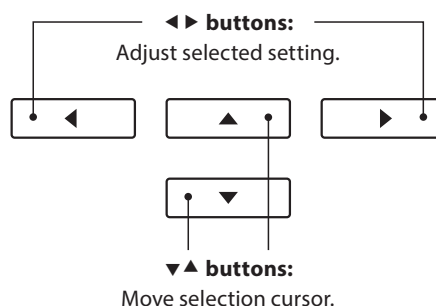 ◀▶ buttons:
Adjust selected setting.
▼▲ buttons:
Move selection cursor.